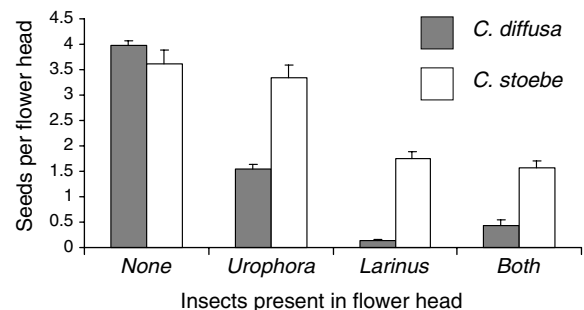 Seeds per flower head
4.5
4
3.5
3
2.5
2
1.5
1
0.5
0
C. diffusa
C. stoebe
None Urophora Larinus Both
Insects present in flower head